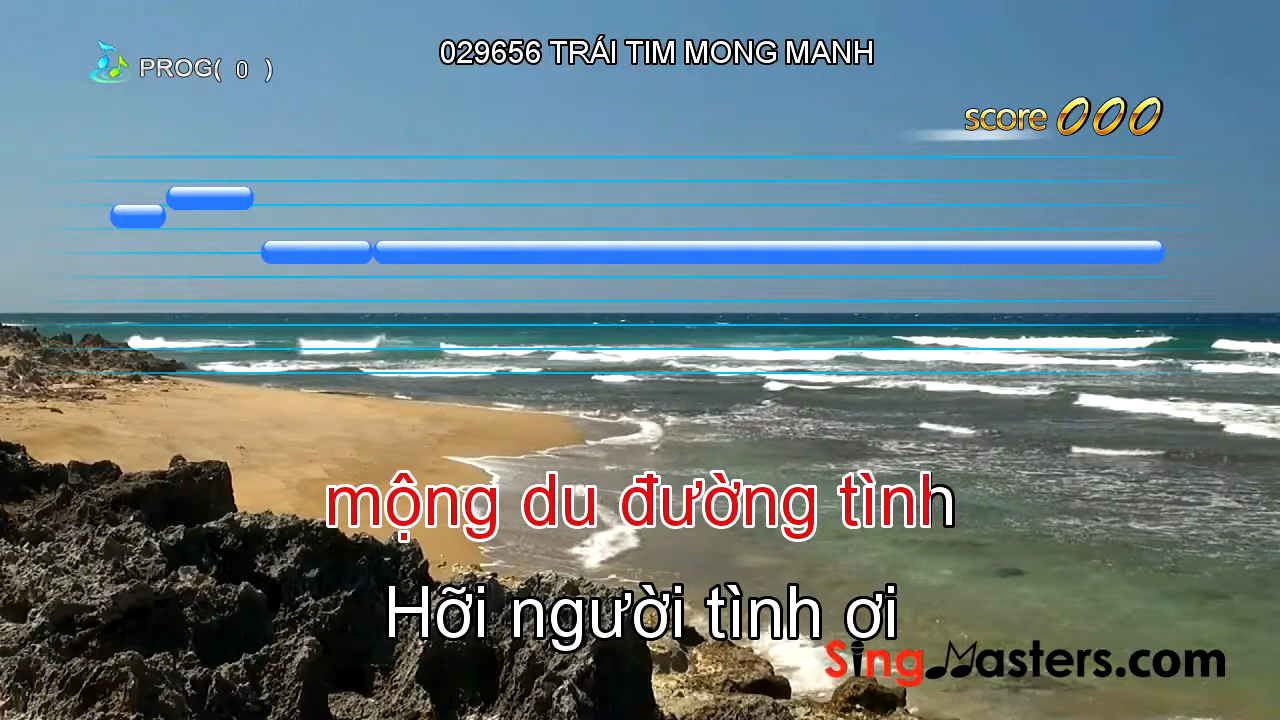 029656 TRÁI TIM MONG MANH
PROG( 0 )
score 000
mộng du đường tình
Hỡi người tình ơi
SingMasters.com